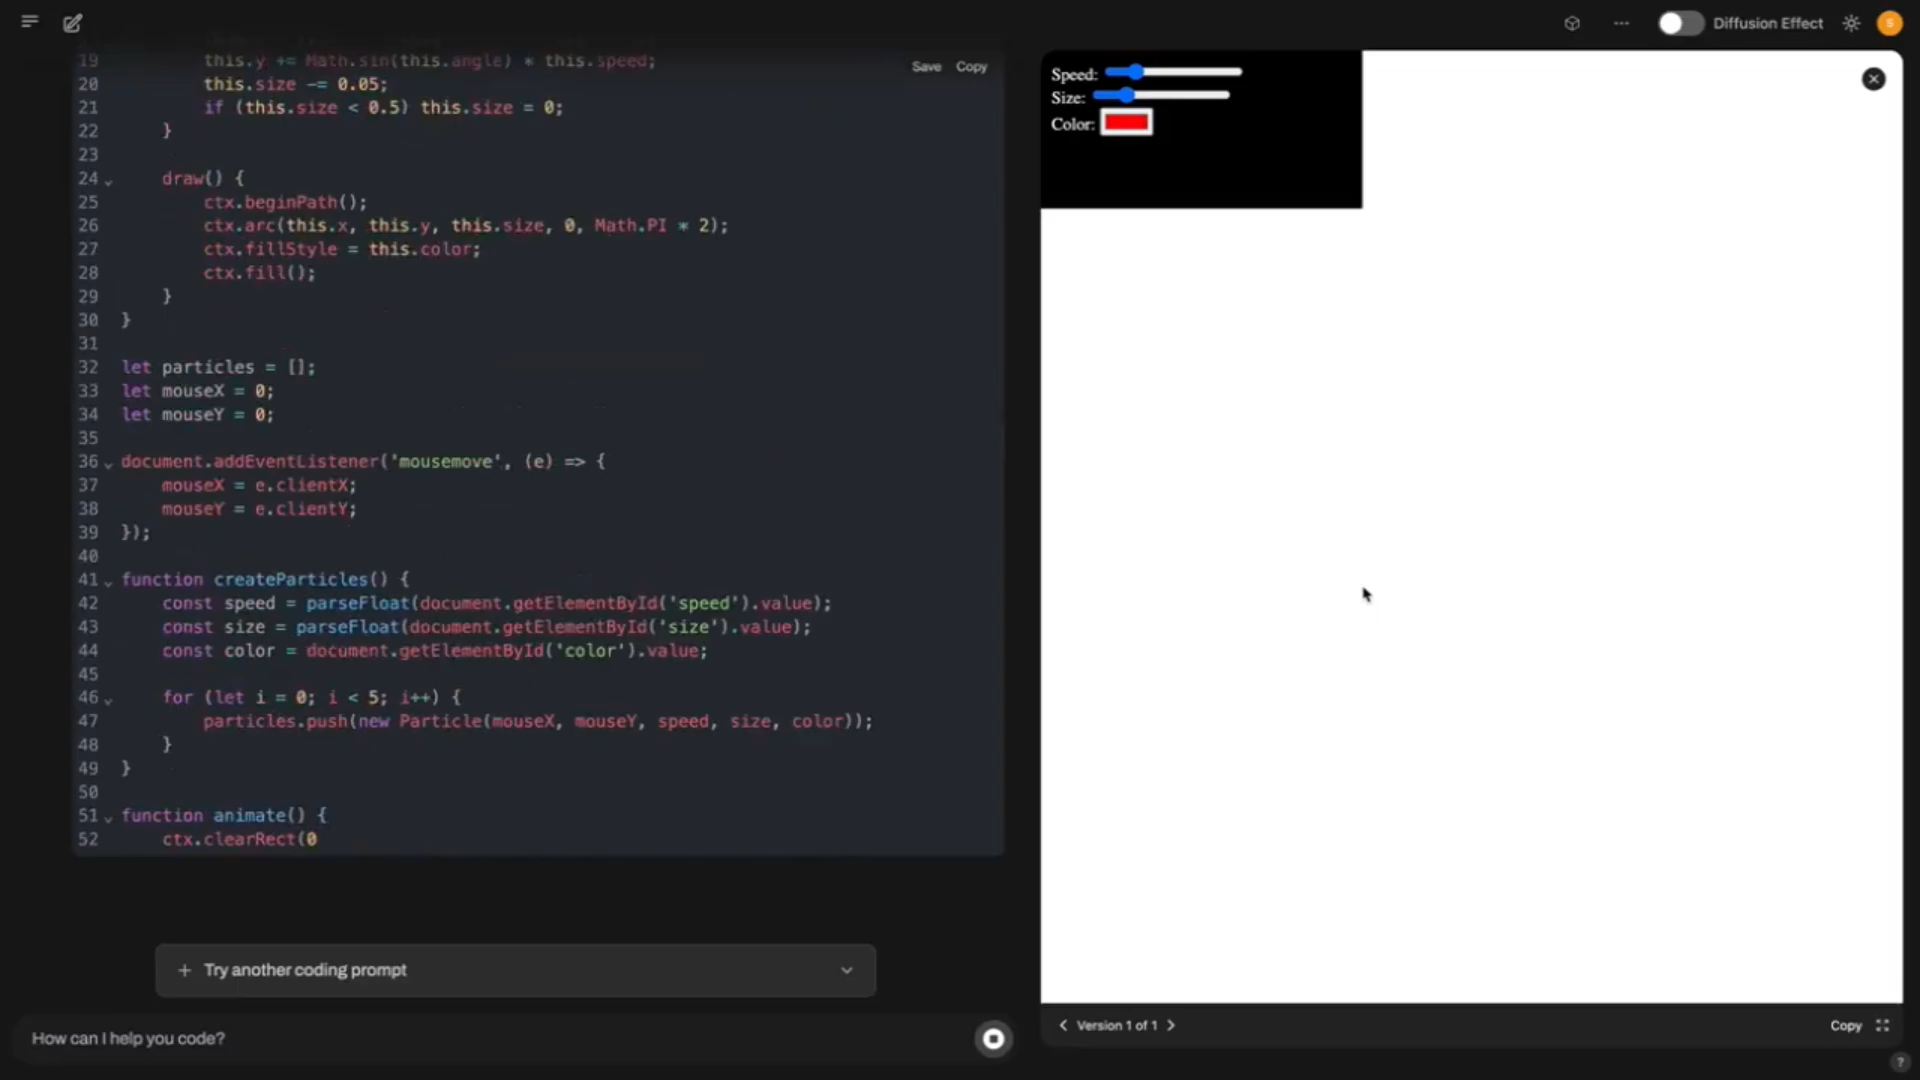 Diffusion Effect
S
Save Copy
19 this.y += Math.sin(this.angle) * this.speed;
20 this.size -= 0.05;
21 if (this.size < 0.5) this.size = 0;
22 }
23
24 draw() {
25 ctx.beginPath();
26 ctx.arc(this.x, this.y, this.size, 0, Math.PI * 2);
27 ctx.fillStyle = this.color;
28 ctx.fill();
29 }
30 }
31
32 let particles = [];
33 let mouseX = 0;
34 let mouseY = 0;
35
36 document.addEventListener('mousemove', (e) => {
37 mouseX = e.clientX;
38 mouseY = e.clientY;
39 });
40
41 function createParticles() {
42 const speed = parseFloat(document.getElementById('speed').value);
43 const size = parseFloat(document.getElementById('size').value);
44 const color = document.getElementById('color').value;
45
46 for (let i = 0; i < 5; i++) {
47 particles.push(new Particle(mouseX, mouseY, speed, size, color));
48 }
49 }
50
51 function animate() {
52 ctx.clearRect(0
+ Try another coding prompt
How can I help you code?
Speed:
Size:
Color:
Version 1 of 1
Copy
?